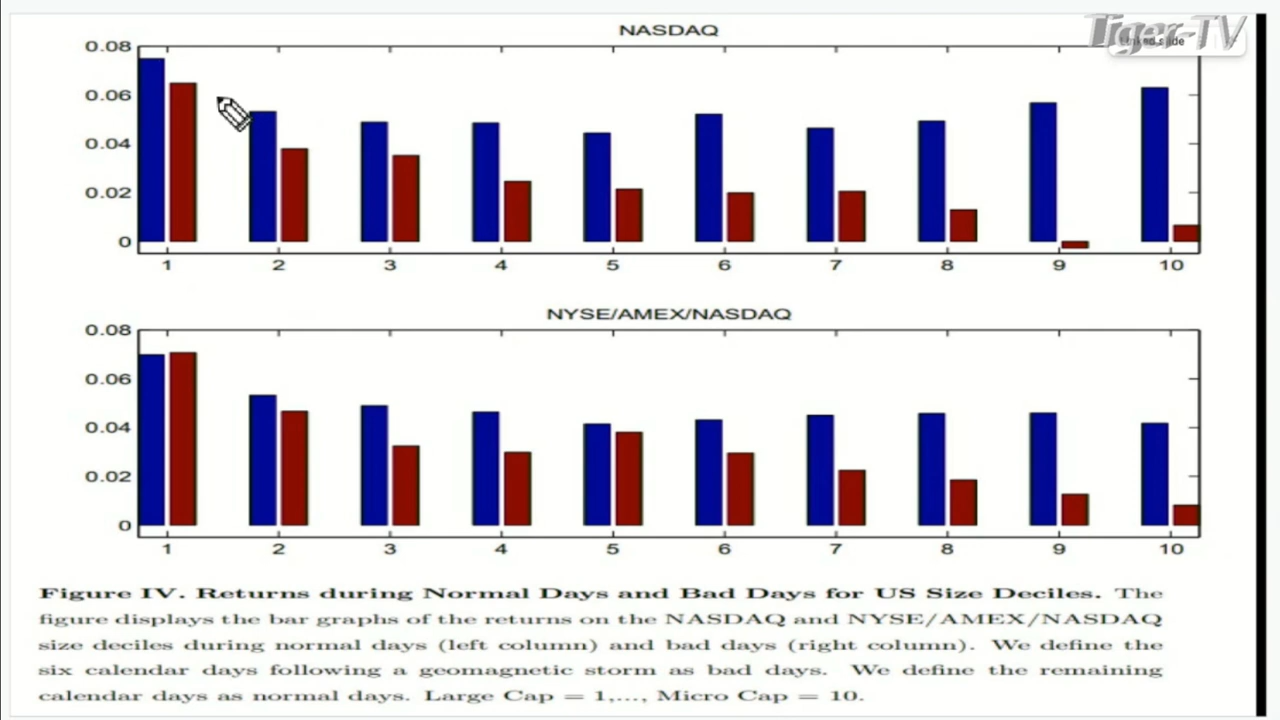 NASDAQ
Tiger-TV
0.08
0.06
0.04
0.02
0
1 2 3 4 5 6 7 8 9 10
NYSE/AMEX/NASDAQ
0.08
0.06
0.04
0.02
0
1 2 3 4 5 6 7 8 9 10
Figure IV. Returns during Normal Days and Bad Days for US Size Deciles. The
figure displays the bar graphs of the returns on the NASDAQ and NYSE/AMEX/NASDAQ
size deciles during normal days (left column) and bad days (right column). We define the
six calendar days following a geomagnetic storm as bad days. We define the remaining
calendar days as normal days. Large Cap = 1,..., Micro Cap = 10.